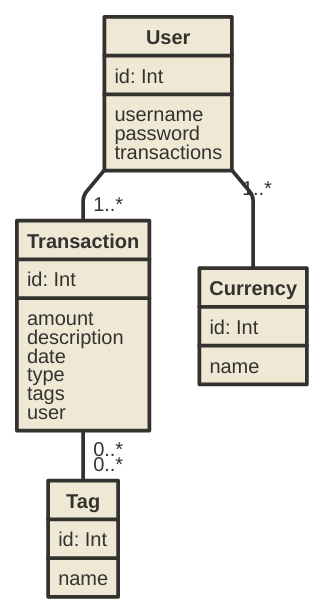 User
id: Int
username
password
transactions
1..*
1..*
Transaction
id: Int
amount
description
date
type
tags
user
Currency
id: Int
name
0..*
0..*
Tag
id: Int
name